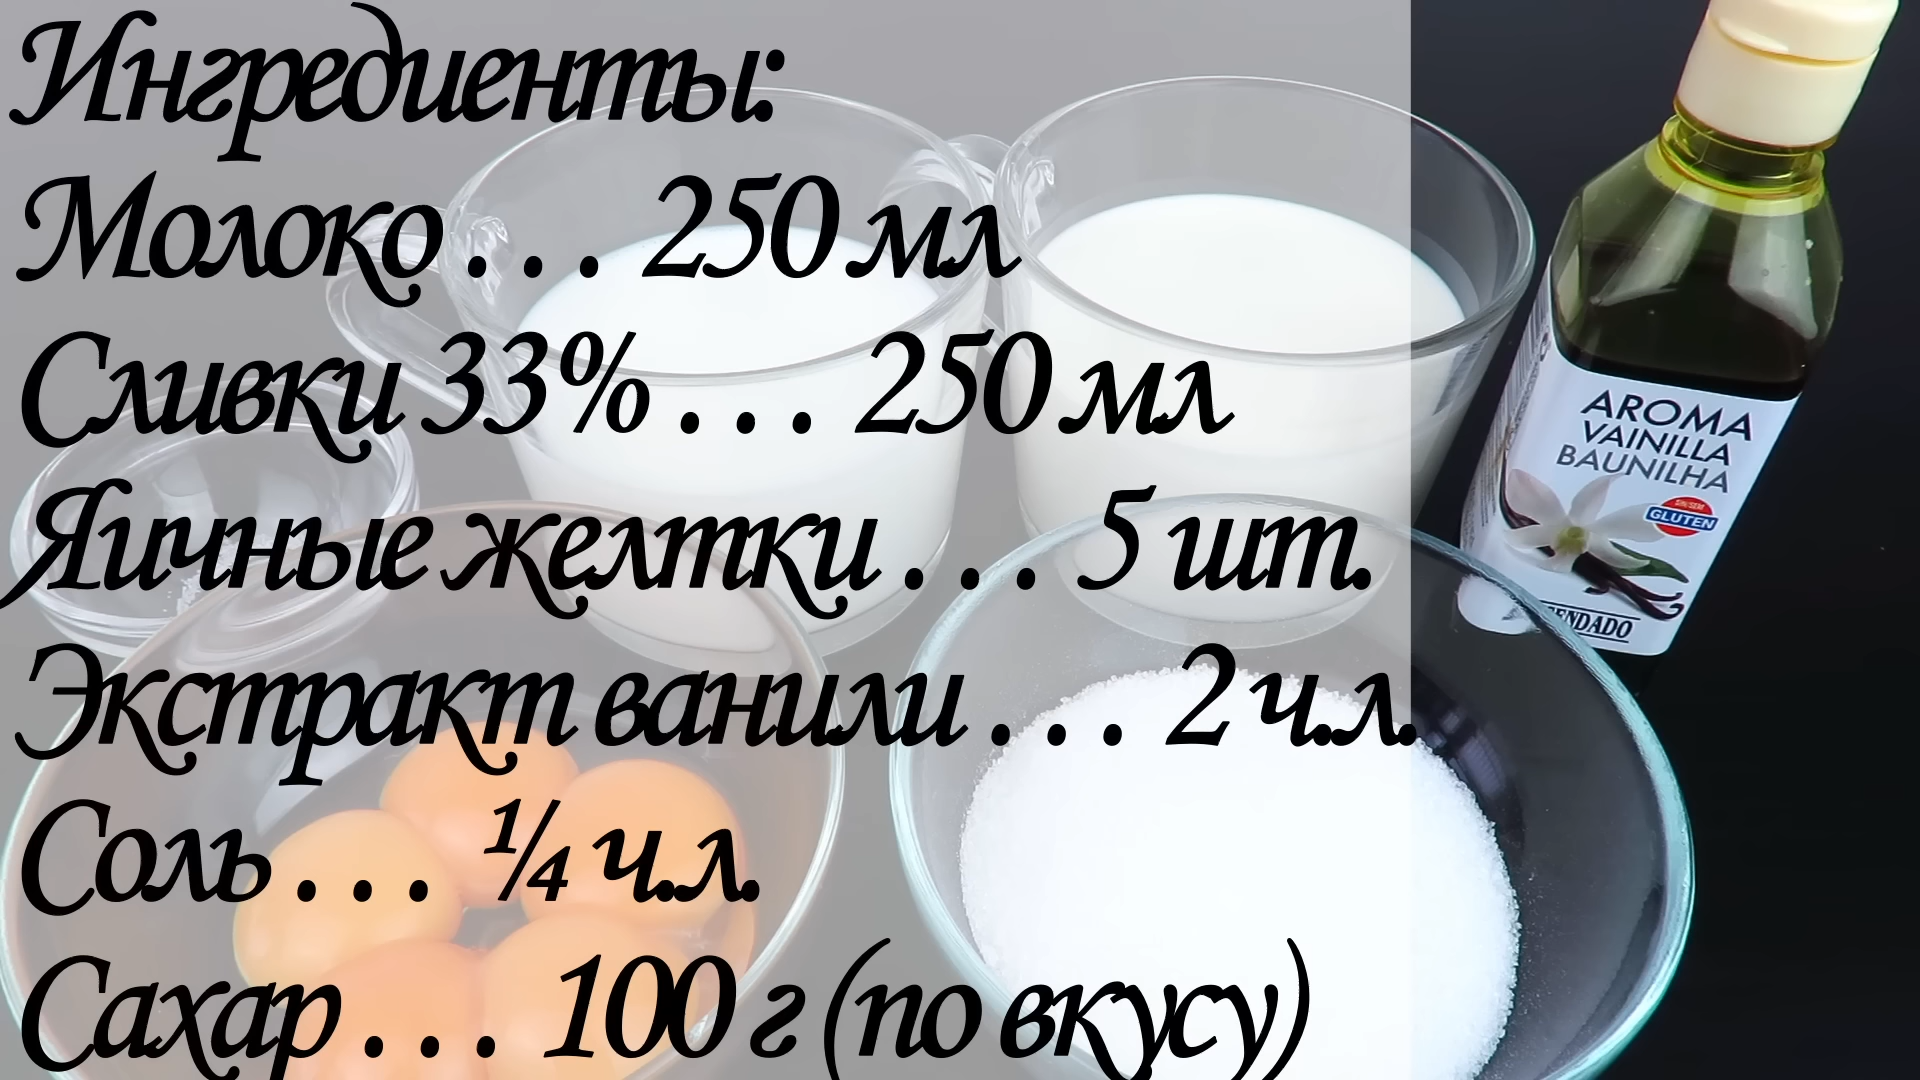 Ингредиенты:
Молоко . . . 250 мл
Сливки 33% . . . 250 мл
Яичные желтки . . . 5 шт.
Экстракт ванили . . . 2 ч.л.
Соль . . . ¼ ч.л.
Сахар . . . 100 г (по вкусу)
AROMA
VAINILLA
BAUNILHA
GLUTEN